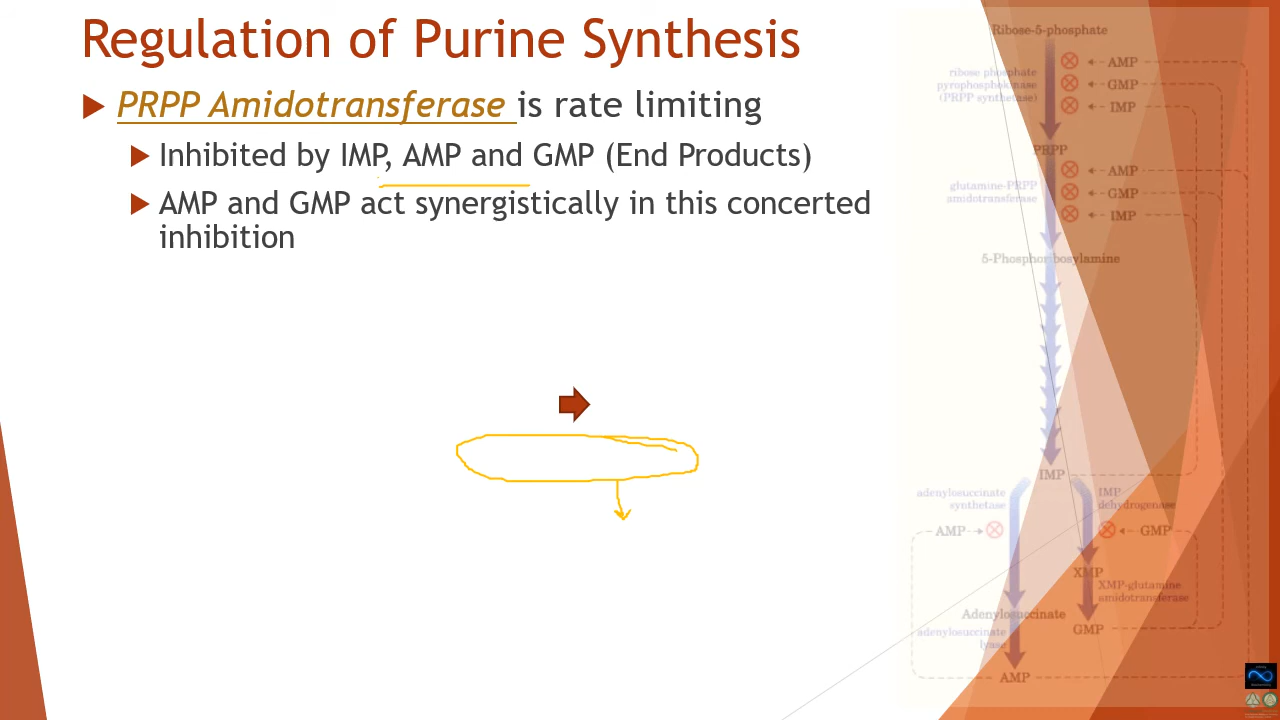 Regulation of Purine Synthesis
PRPP Amidotransferase is rate limiting
Inhibited by IMP, AMP and GMP (End Products)
AMP and GMP act synergistically in this concerted
inhibition
Ribose-5-phosphate
ribose phosphate
pyrophosphokinase
(PRPP synthetase)
AMP
GMP
IMP
PRPP
glutamine-PRPP
amidotransferase
AMP
GMP
IMP
5-Phosphoribosylamine
IMP
adenylosuccinate
synthetase
IMP
dehydrogenase
AMP
GMP
XMP
XMP-glutamine
amidotransferase
Adenylosuccinate
GMP
adenylosuccinate
lyase
AMP